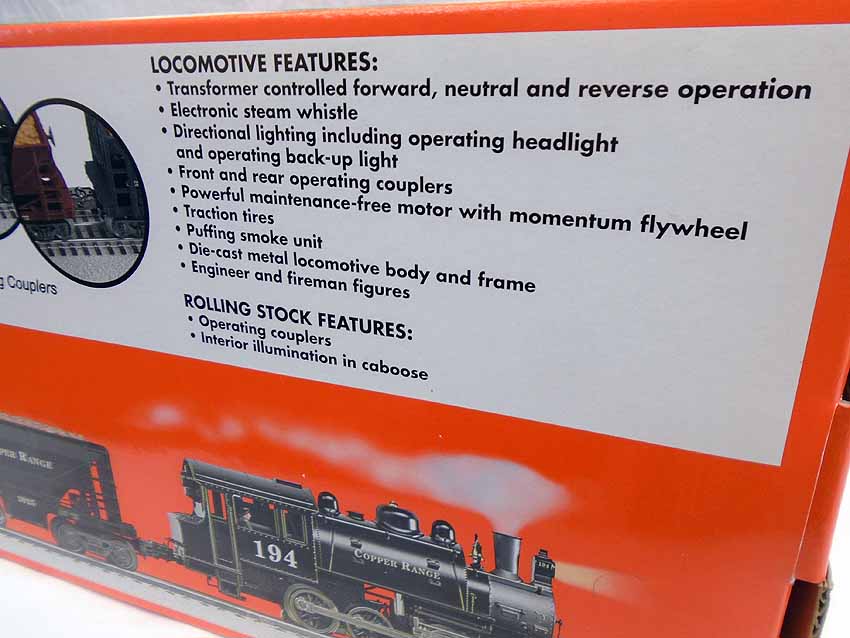 LOCOMOTIVE FEATURES:
• Transformer controlled forward, neutral and reverse operation
• Electronic steam whistle
• Directional lighting including operating headlight
and operating back-up light
• Front and rear operating couplers
• Powerful maintenance-free motor with momentum flywheel
• Traction tires
• Puffing smoke unit
• Die-cast metal locomotive body and frame
• Engineer and fireman figures
g Couplers
ROLLING STOCK FEATURES:
• Operating couplers
• Interior illumination in caboose
PER RANGE
194
COPPER RANGE
194